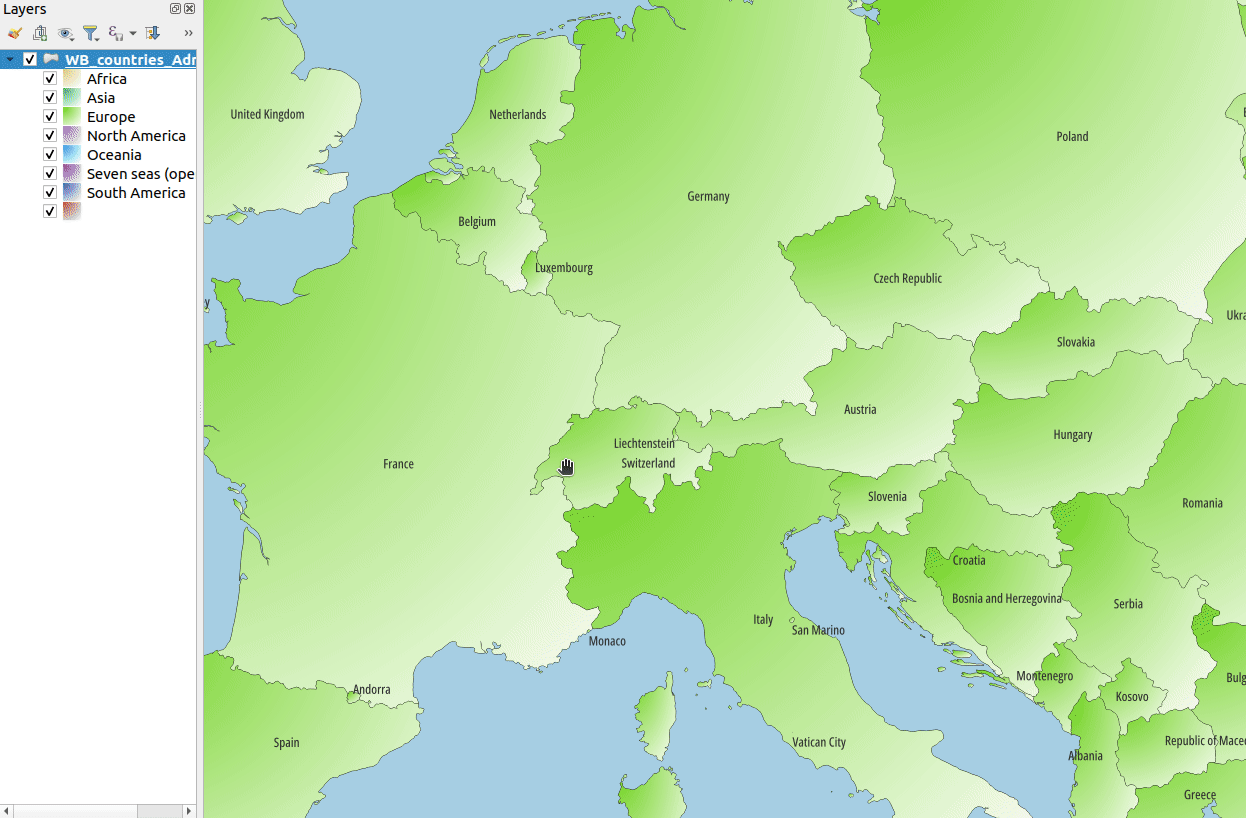 Layers
WB_countries_Adr
Africa
Asia
Europe
North America
Oceania
Seven seas (ope
South America
United Kingdom
Netherlands
Poland
Germany
Belgium
Luxembourg
Czech Republic
y
Ukra
Slovakia
Austria
Hungary
Liechtenstein
Switzerland
France
Slovenia
Romania
Croatia
Bosnia and Herzegovina
Serbia
Italy
San Marino
Monaco
Montenegro
Bulg
Andorra
Kosovo
Spain
Vatican City
Republic of Mace
Albania
Greece